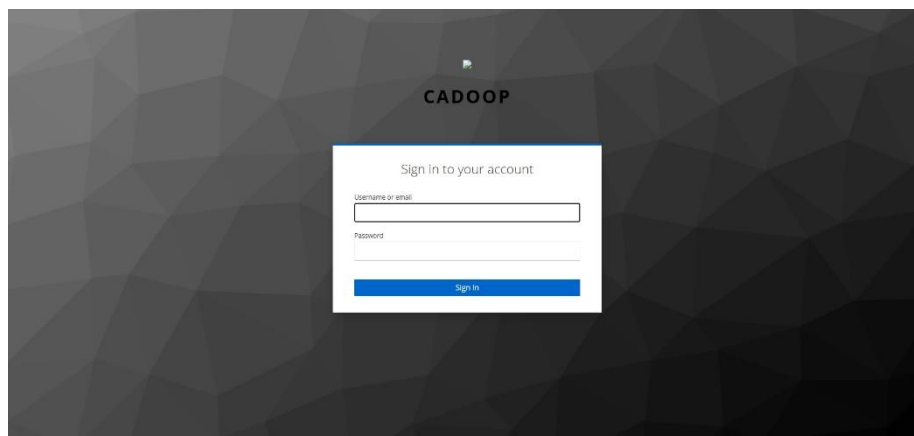 CADOOP
Sign in to your account
Username or email
Password
Sign In